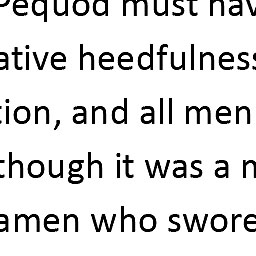 Pequod must hav
ative heedfulness
tion, and all men
though it was a m
amen who swore